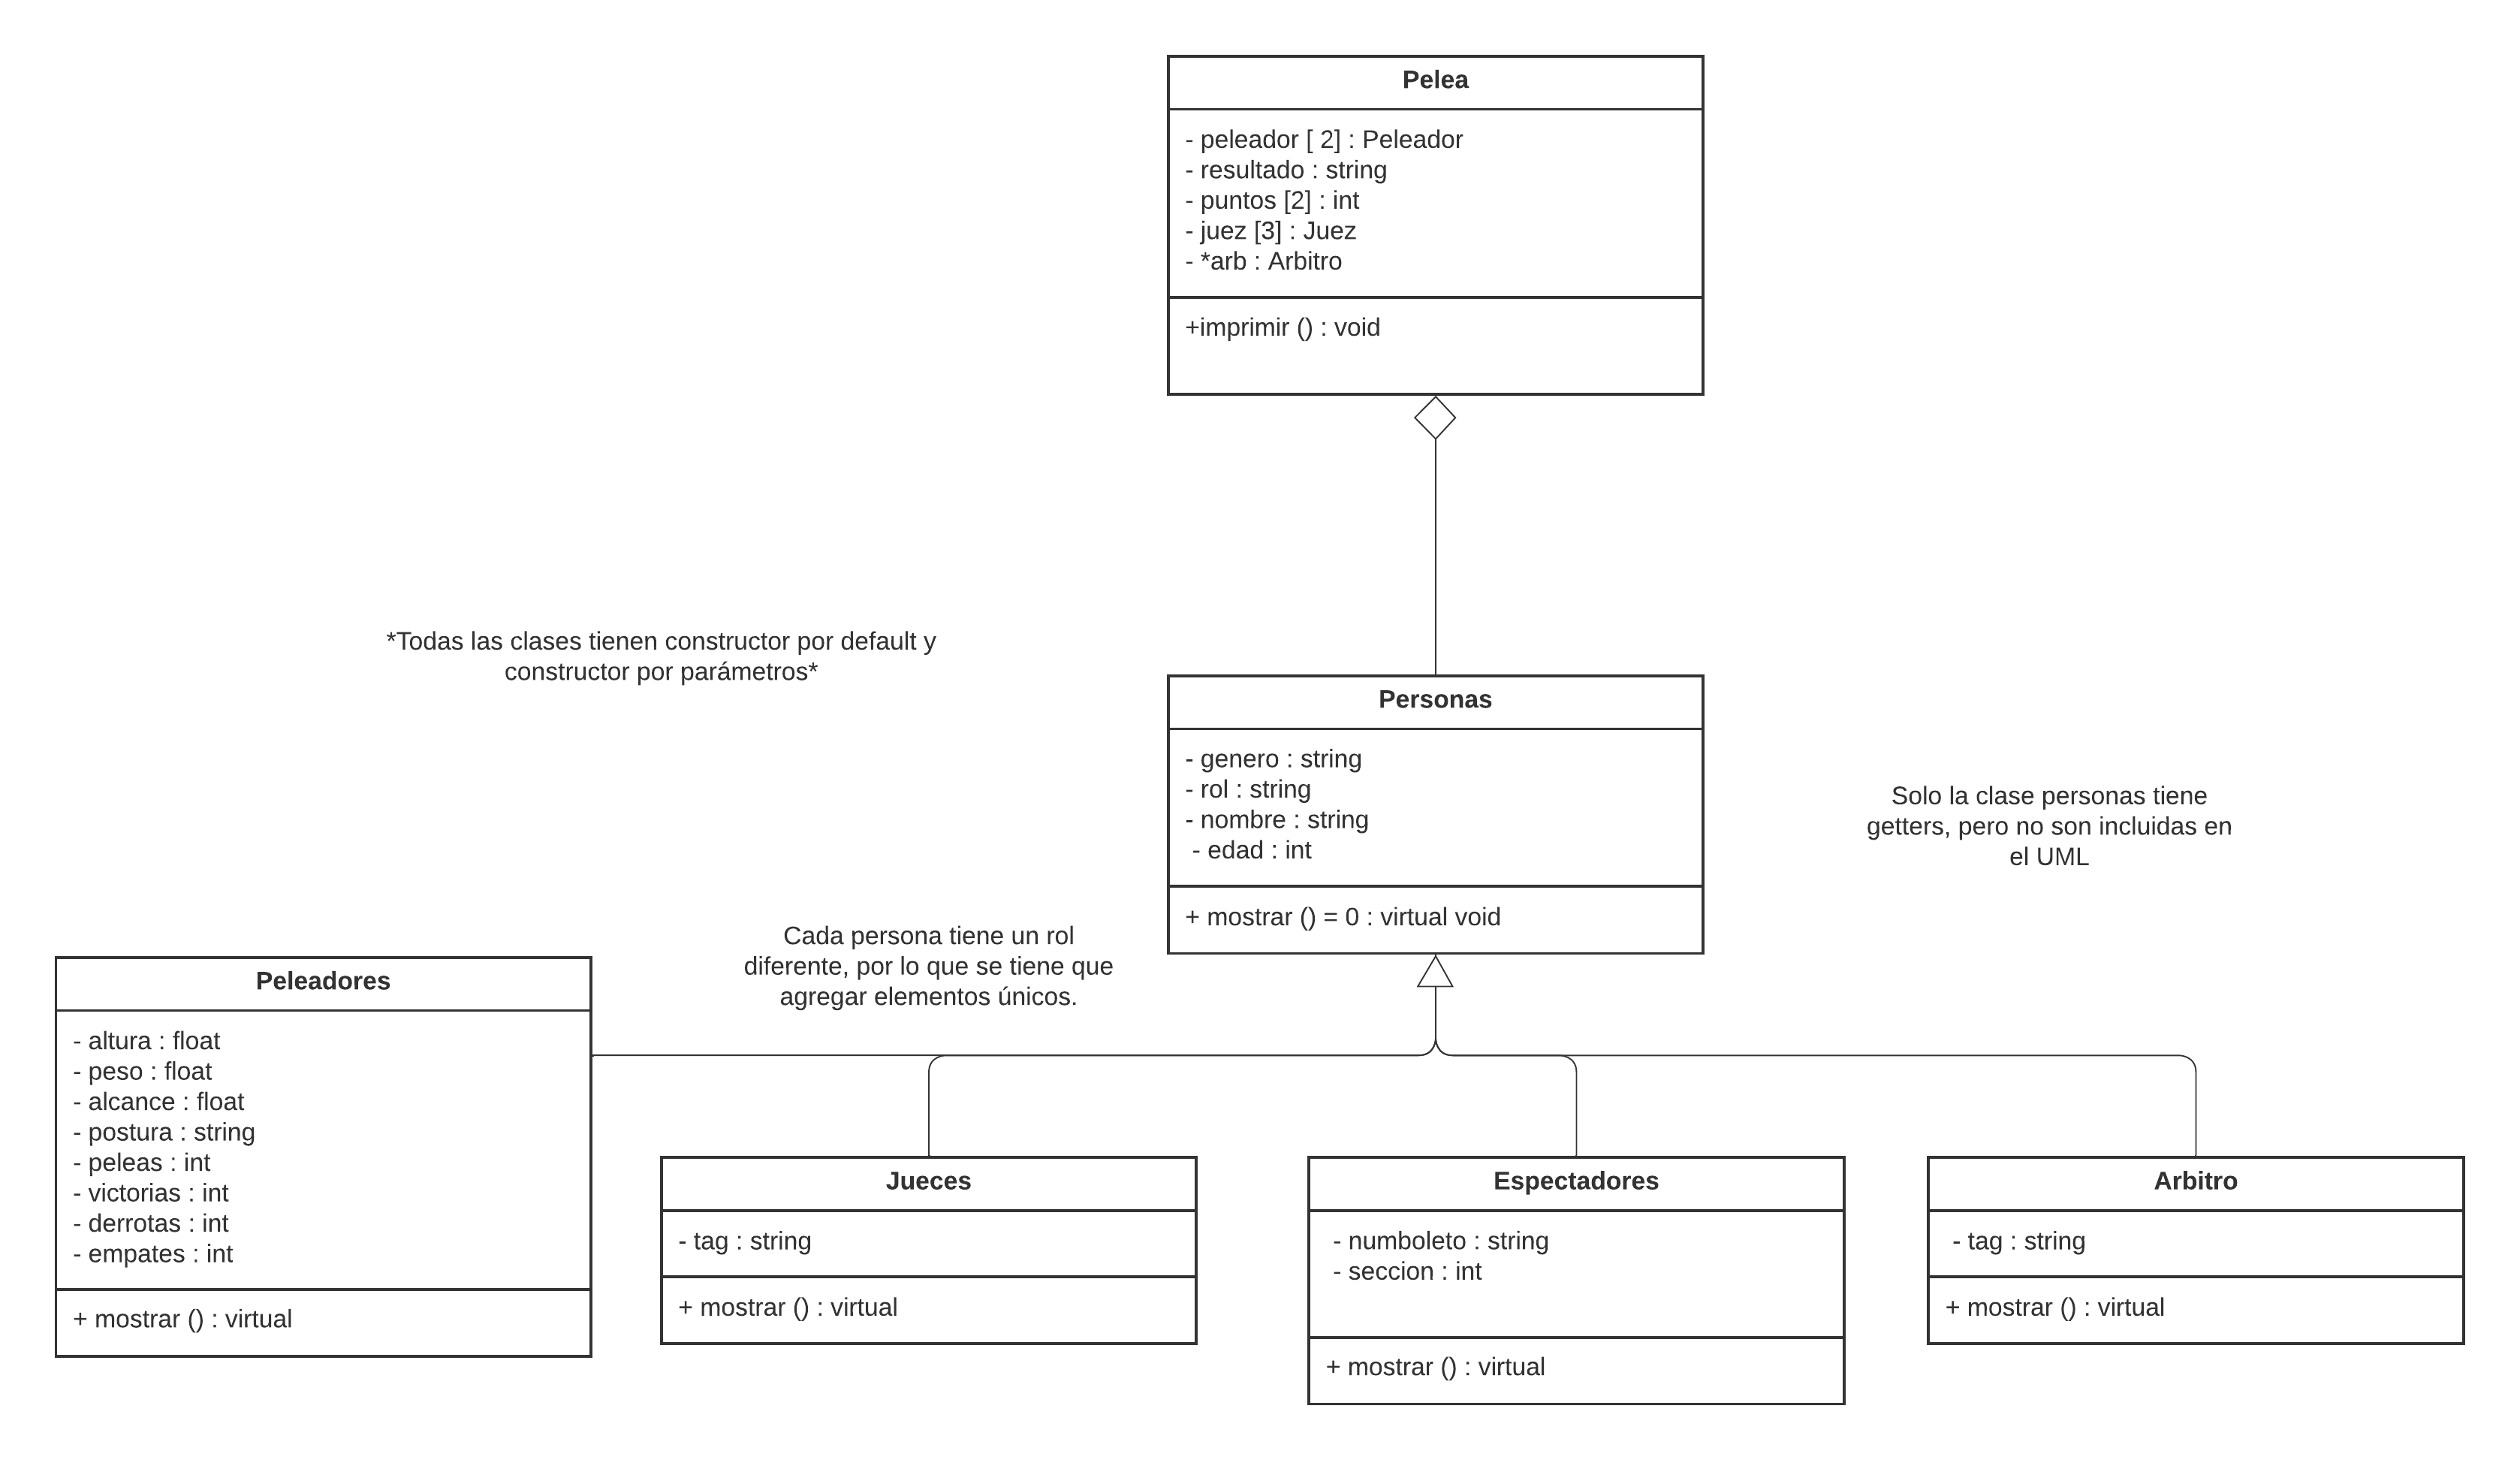 Pelea
- peleador [ 2] : Peleador
- resultado : string
- puntos [2] : int
- juez [3] : Juez
- *arb : Arbitro
+imprimir () : void
*Todas las clases tienen constructor por default y
constructor por parámetros*
Personas
- genero : string
- rol : string
- nombre : string
- edad : int
+ mostrar () = 0 : virtual void
Solo la clase personas tiene
getters, pero no son incluidas en
el UML
Cada persona tiene un rol
diferente, por lo que se tiene que
agregar elementos únicos.
Peleadores
- altura : float
- peso : float
- alcance : float
- postura : string
- peleas : int
- victorias : int
- derrotas : int
- empates : int
+ mostrar () : virtual
Jueces
- tag : string
+ mostrar () : virtual
Espectadores
- numboleto : string
- seccion : int
+ mostrar () : virtual
Arbitro
- tag : string
+ mostrar () : virtual